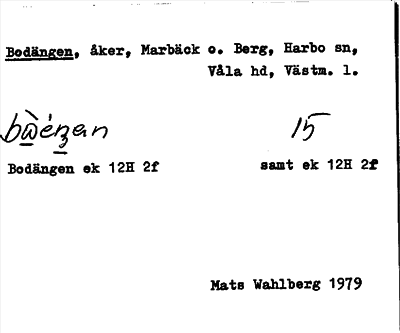 Bodängen, åker, Marbäck o. Berg, Harbo sn,
Våla hd, Västm. l.
15
Bodängen ek 12H 2f samt ek 12H 2f
Mats Wahlberg 1979